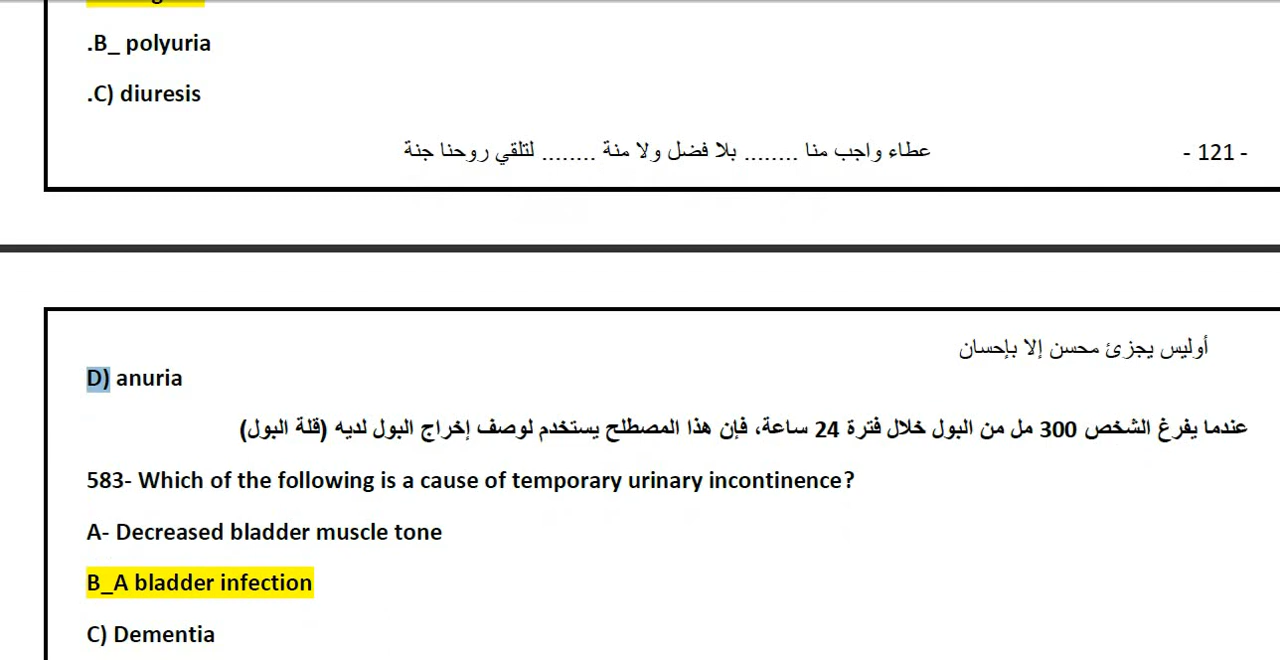 .B_ polyuria
.C) diuresis
عطاء واجب منا ........ بلا فضل ولا منة ........ لتلقي روحنا جنة
- 121 -
أوليس يجزئ محسن إلا بإحسان
D) anuria
عندما يفرغ الشخص 300 مل من البول خلال فترة 24 ساعة، فإن هذا المصطلح يستخدم لوصف إخراج البول لديه (قلة البول)
583- Which of the following is a cause of temporary urinary incontinence?
A- Decreased bladder muscle tone
B_A bladder infection
C) Dementia